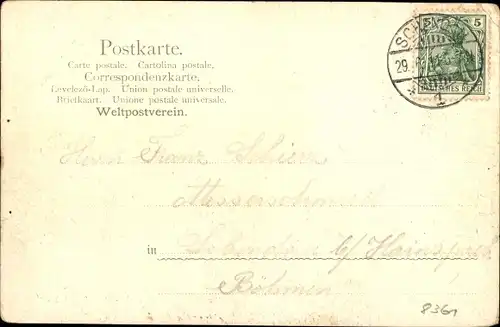 Postkarte.
Carte postale. Cartolina postale.
Correspondenzkarte.
Levelező-Lap. Union postale universelle.
Briefkaart. Unione postale universale.
Weltpostverein.
5 5
29.
DEUTSCHES REICH
Herrn Franz
in b/ Hainspach
Böhmen
8361